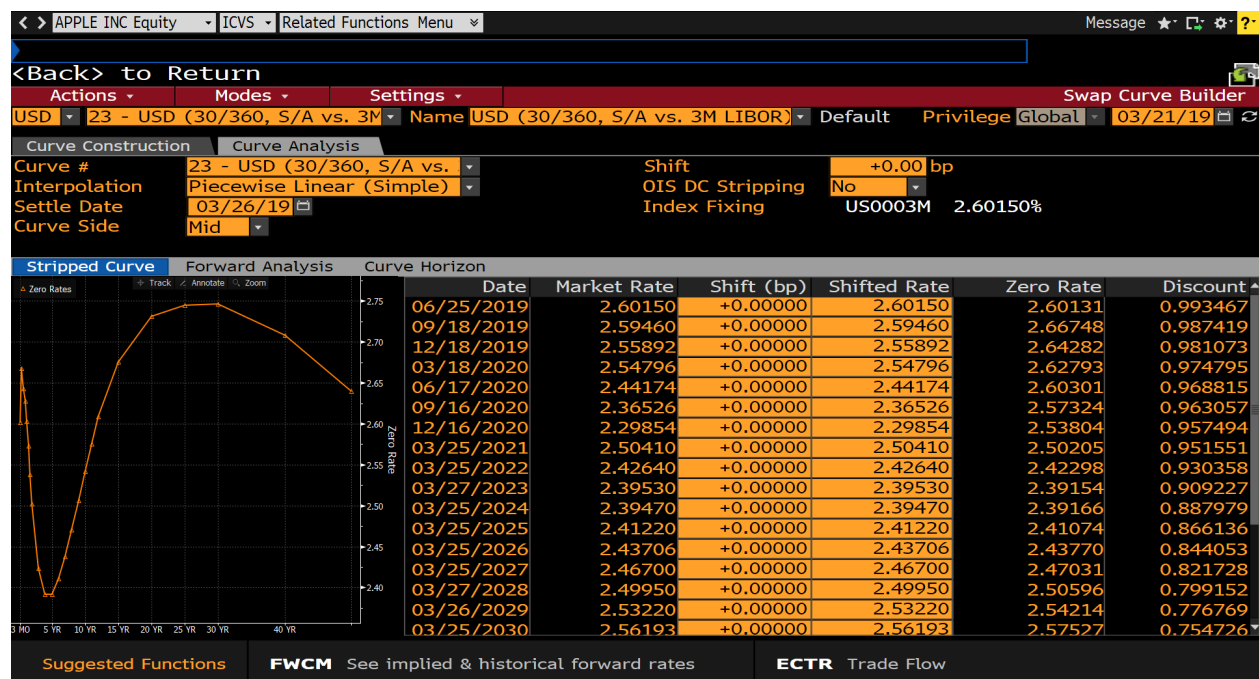 < > APPLE INC Equity ICVS Related Functions Menu Message ?
<Back> to Return
Actions Modes Settings Swap Curve Builder
USD 23 - USD (30/360, S/A vs. 3M Name USD (30/360, S/A vs. 3M LIBOR) Default Privilege Global 03/21/19
Curve Construction Curve Analysis
Curve # 23 - USD (30/360, S/A vs. Shift +0.00 bp
Interpolation Piecewise Linear (Simple) OIS DC Stripping No
Settle Date 03/26/19 Index Fixing US0003M 2.60150%
Curve Side Mid
Stripped Curve Forward Analysis Curve Horizon
Track Annotate Zoom
Zero Rates
Date Market Rate Shift (bp) Shifted Rate Zero Rate Discount
06/25/2019 2.60150 +0.00000 2.60150 2.60131 0.993467
09/18/2019 2.59460 +0.00000 2.59460 2.66748 0.987419
12/18/2019 2.55892 +0.00000 2.55892 2.64282 0.981073
03/18/2020 2.54796 +0.00000 2.54796 2.62793 0.974795
06/17/2020 2.44174 +0.00000 2.44174 2.60301 0.968815
09/16/2020 2.36526 +0.00000 2.36526 2.57324 0.963057
12/16/2020 2.29854 +0.00000 2.29854 2.53804 0.957494
03/25/2021 2.50410 +0.00000 2.50410 2.50205 0.951551
03/25/2022 2.42640 +0.00000 2.42640 2.42298 0.930358
03/27/2023 2.39530 +0.00000 2.39530 2.39154 0.909227
03/25/2024 2.39470 +0.00000 2.39470 2.39166 0.887979
03/25/2025 2.41220 +0.00000 2.41220 2.41074 0.866136
03/25/2026 2.43706 +0.00000 2.43706 2.43770 0.844053
03/25/2027 2.46700 +0.00000 2.46700 2.47031 0.821728
03/27/2028 2.49950 +0.00000 2.49950 2.50596 0.799152
03/26/2029 2.53220 +0.00000 2.53220 2.54214 0.776769
03/25/2030 2.56193 +0.00000 2.56193 2.57527 0.754726
2.75
2.70
2.65
2.60
2.55
2.50
2.45
2.40
Zero Rate
3 MO 5 YR 10 YR 15 YR 20 YR 25 YR 30 YR 40 YR
Suggested Functions FWCM See implied & historical forward rates ECTR Trade Flow